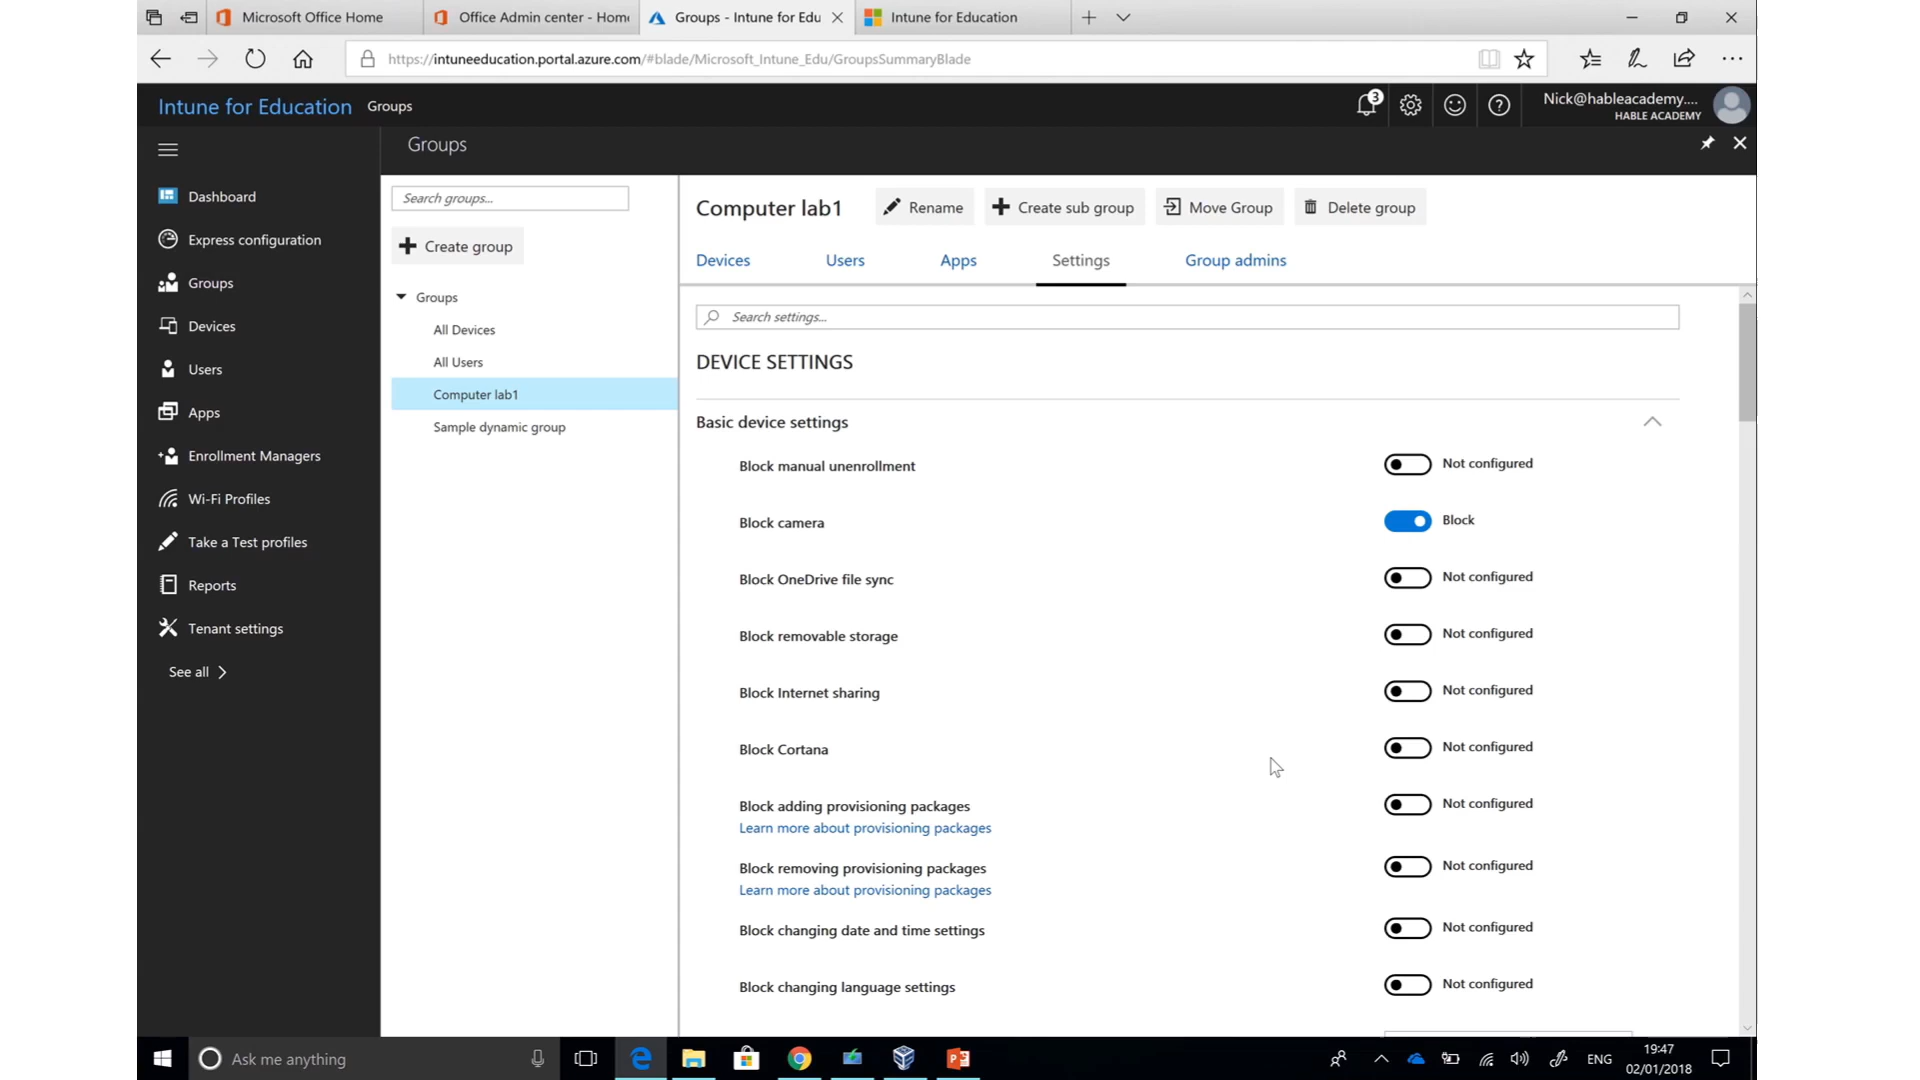 Microsoft Office Home
Office Admin center - Home
Groups - Intune for Edu
Intune for Education
https://intuneeducation.portal.azure.com/#blade/Microsoft_Intune_Edu/GroupsSummaryBlade
Intune for Education
Groups
3
Nick@hableacademy....
HABLE ACADEMY
Groups
Dashboard
Express configuration
Groups
Devices
Users
Apps
Enrollment Managers
Wi-Fi Profiles
Take a Test profiles
Reports
Tenant settings
See all
Search groups...
Create group
Groups
All Devices
All Users
Computer lab1
Sample dynamic group
Computer lab1
Rename
Create sub group
Move Group
Delete group
Devices
Users
Apps
Settings
Group admins
Search settings...
DEVICE SETTINGS
Basic device settings
Block manual unenrollment
Not configured
Block camera
Block
Block OneDrive file sync
Not configured
Block removable storage
Not configured
Block Internet sharing
Not configured
Block Cortana
Not configured
Block adding provisioning packages
Not configured
Learn more about provisioning packages
Block removing provisioning packages
Not configured
Learn more about provisioning packages
Block changing date and time settings
Not configured
Block changing language settings
Not configured
Ask me anything
ENG
19:47
02/01/2018